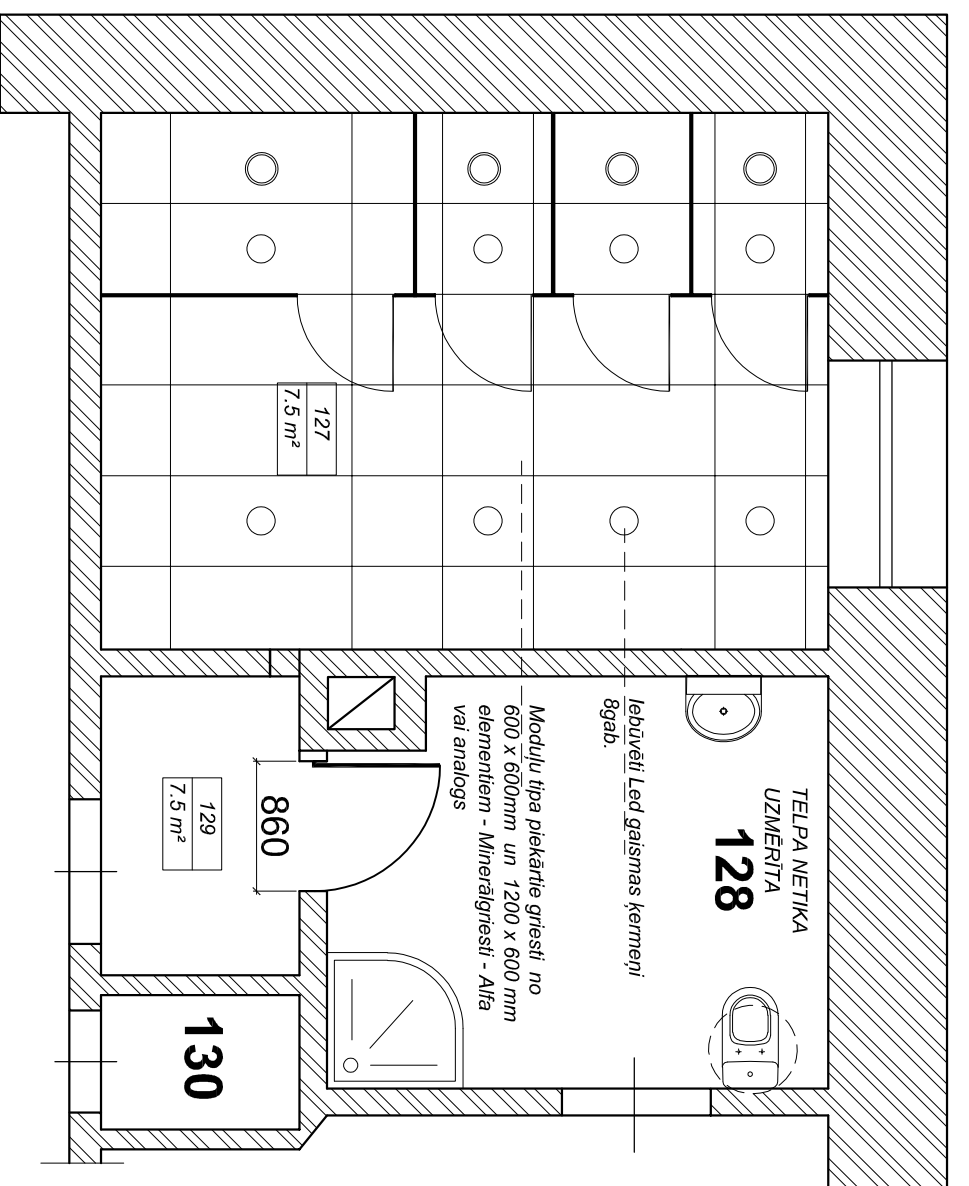 TELPA NETIKA
UZMĒRĪTA
128
Iebūvēti Led gaismas ķermeņi
8gab.
Moduļu tipa piekārtie griesti no
600 x 600mm un 1200 x 600 mm
elementiem - Minerālgriesti - Alfa
vai analogs
127
7.5 m²
860
129
7.5 m²
130